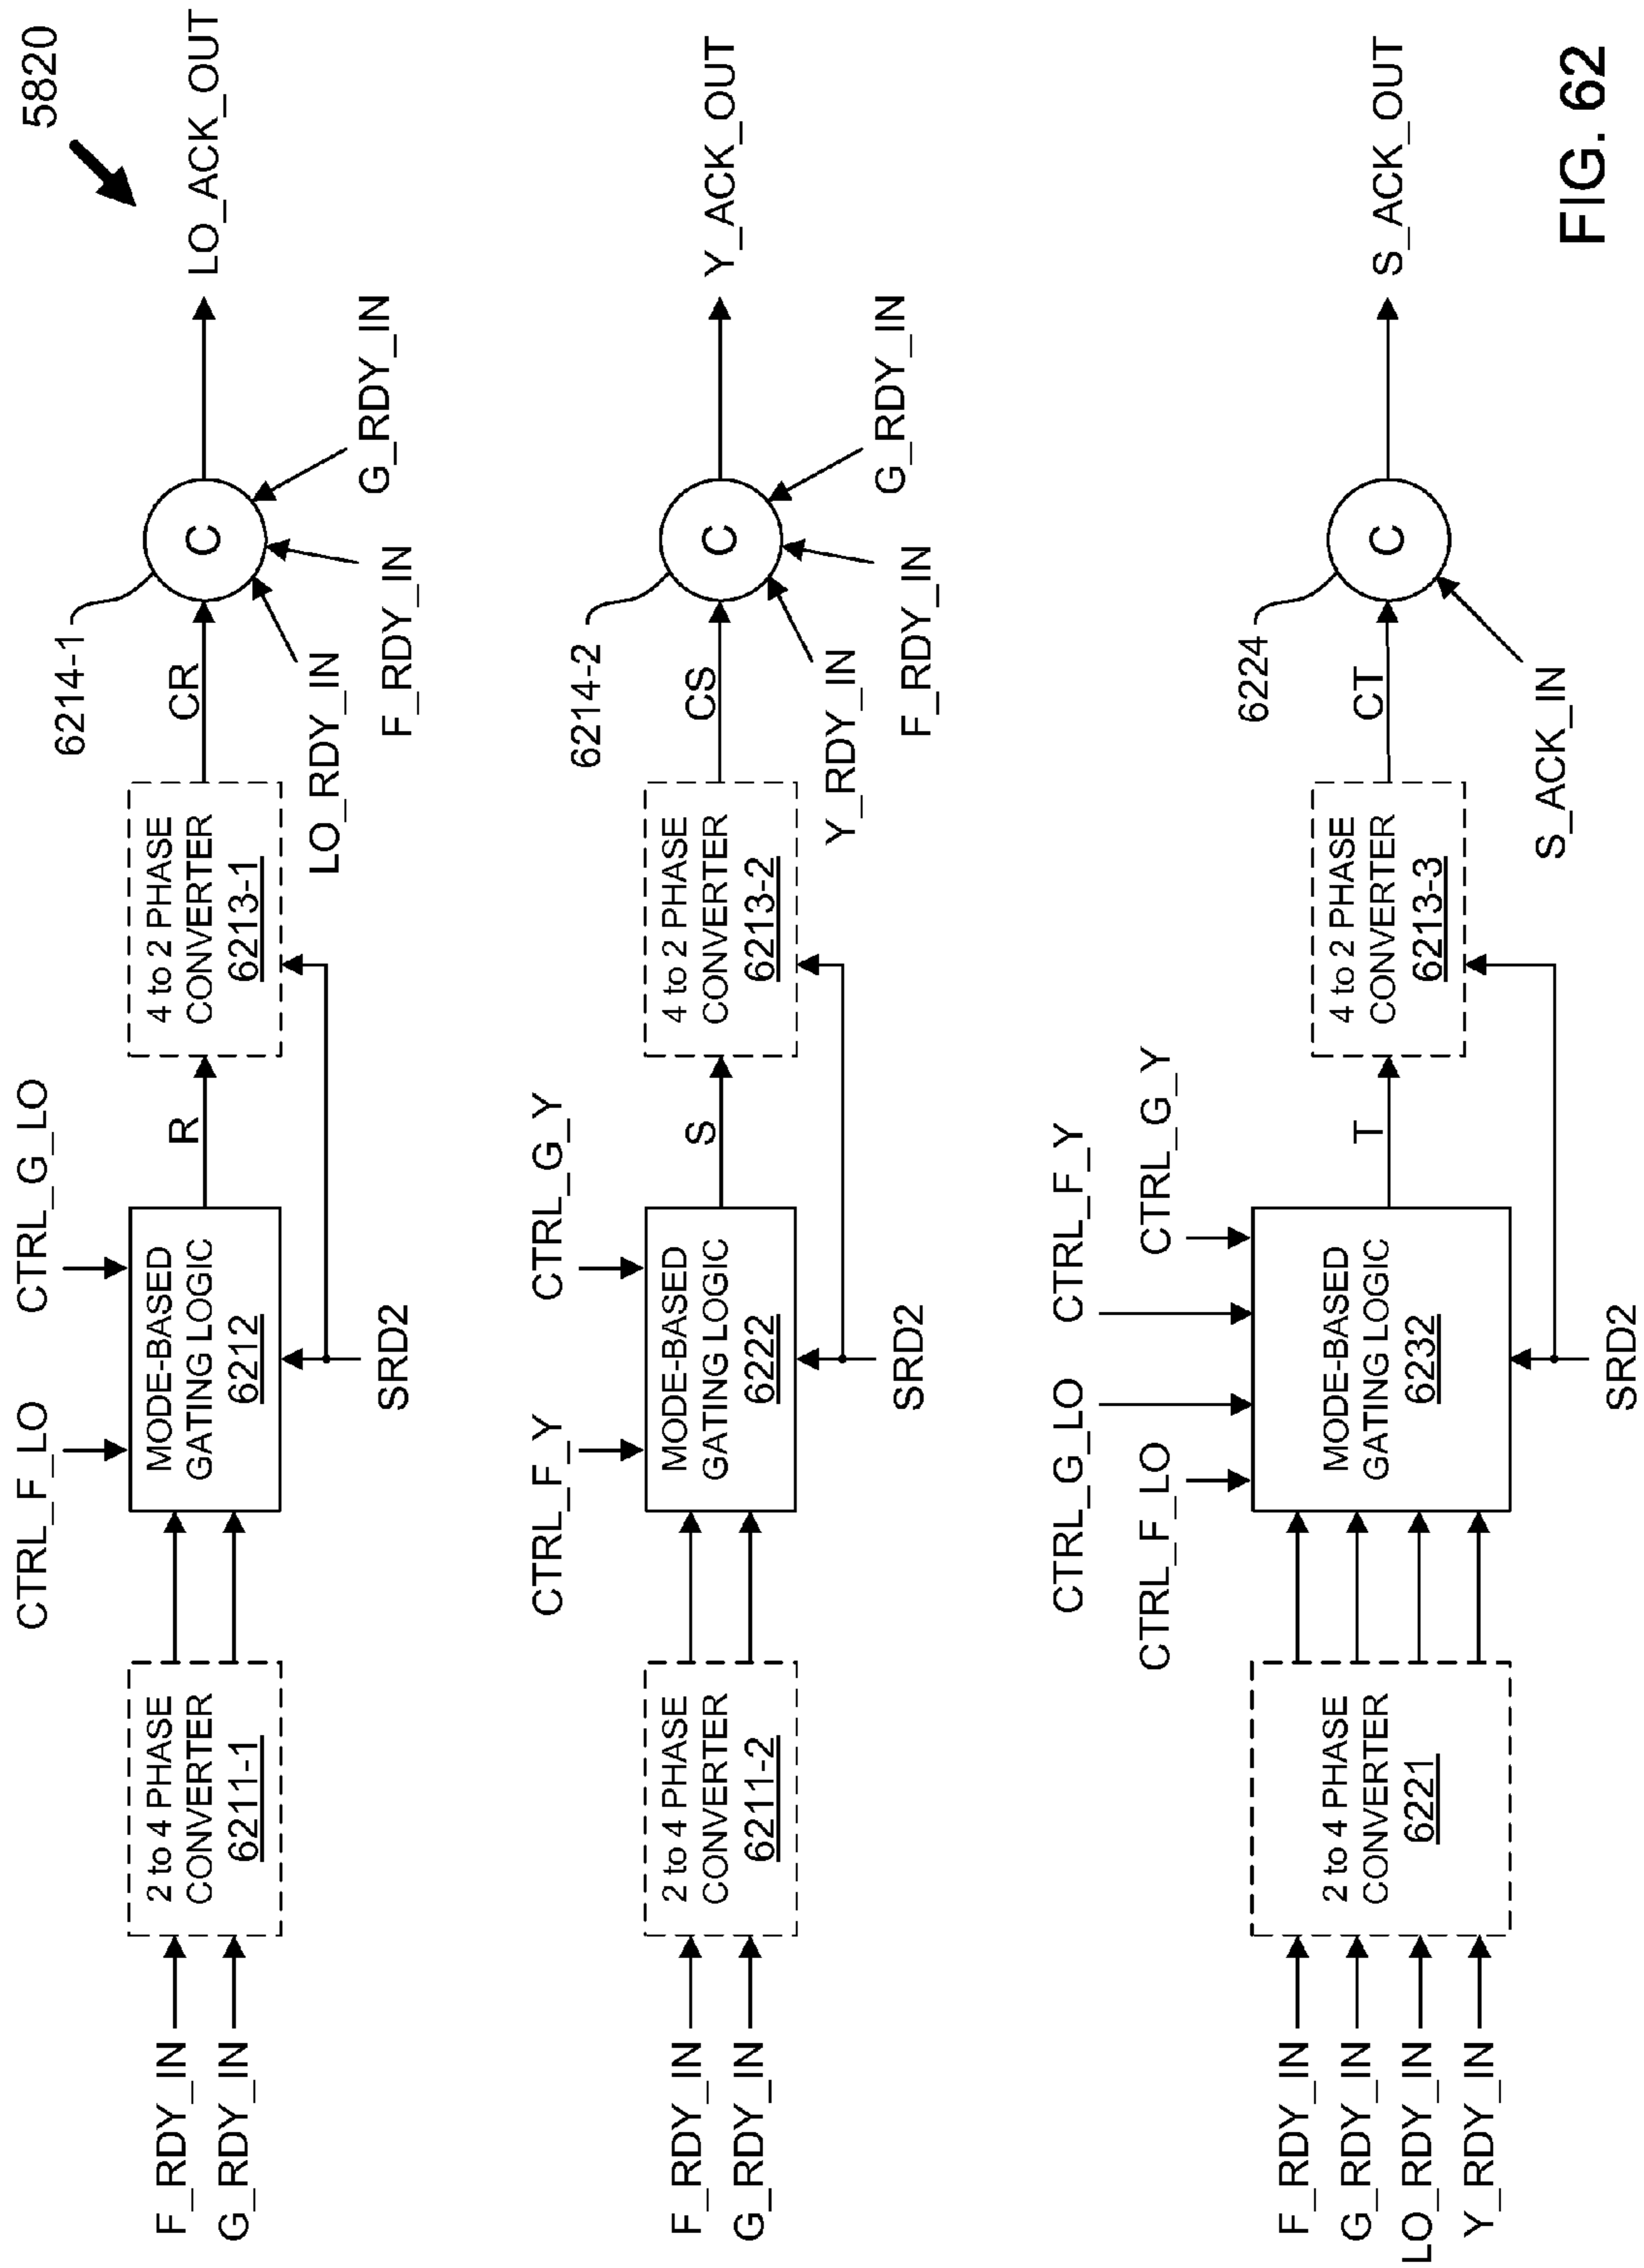 5820
CTRL_F_LO
CTRL_G_LO
F_RDY_IN
G_RDY_IN
2 to 4 PHASE
CONVERTER
6211-1
MODE-BASED
GATING LOGIC
6212
SRD2
R
4 to 2 PHASE
CONVERTER
6213-1
CR
6214-1
C
LO_RDY_IN
F_RDY_IN
G_RDY_IN
LO_ACK_OUT
CTRL_F_Y
CTRL_G_Y
F_RDY_IN
G_RDY_IN
2 to 4 PHASE
CONVERTER
6211-2
MODE-BASED
GATING LOGIC
6222
SRD2
S
4 to 2 PHASE
CONVERTER
6213-2
CS
6214-2
C
Y_RDY_IN
F_RDY_IN
G_RDY_IN
Y_ACK_OUT
CTRL_G_LO
CTRL_F_Y
CTRL_F_LO
CTRL_G_Y
F_RDY_IN
G_RDY_IN
LO_RDY_IN
Y_RDY_IN
2 to 4 PHASE
CONVERTER
6221
MODE-BASED
GATING LOGIC
6232
SRD2
T
4 to 2 PHASE
CONVERTER
6213-3
CT
6224
C
S_ACK_IN
S_ACK_OUT
FIG. 62